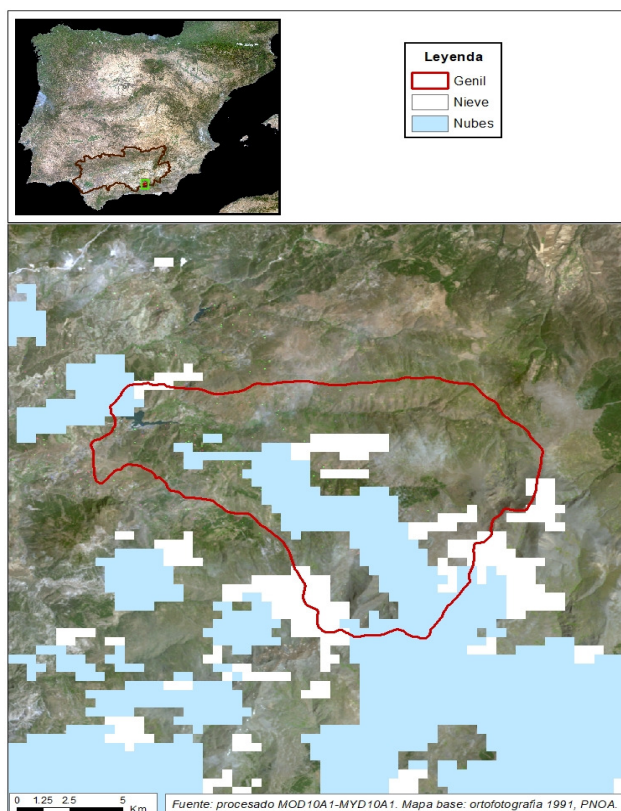 Leyenda
Genil
Nieve
Nubes
0 1.25 2.5 5
Km
Fuente: procesado MOD10A1-MYD10A1. Mapa base: ortofotografia 1991, PNOA.